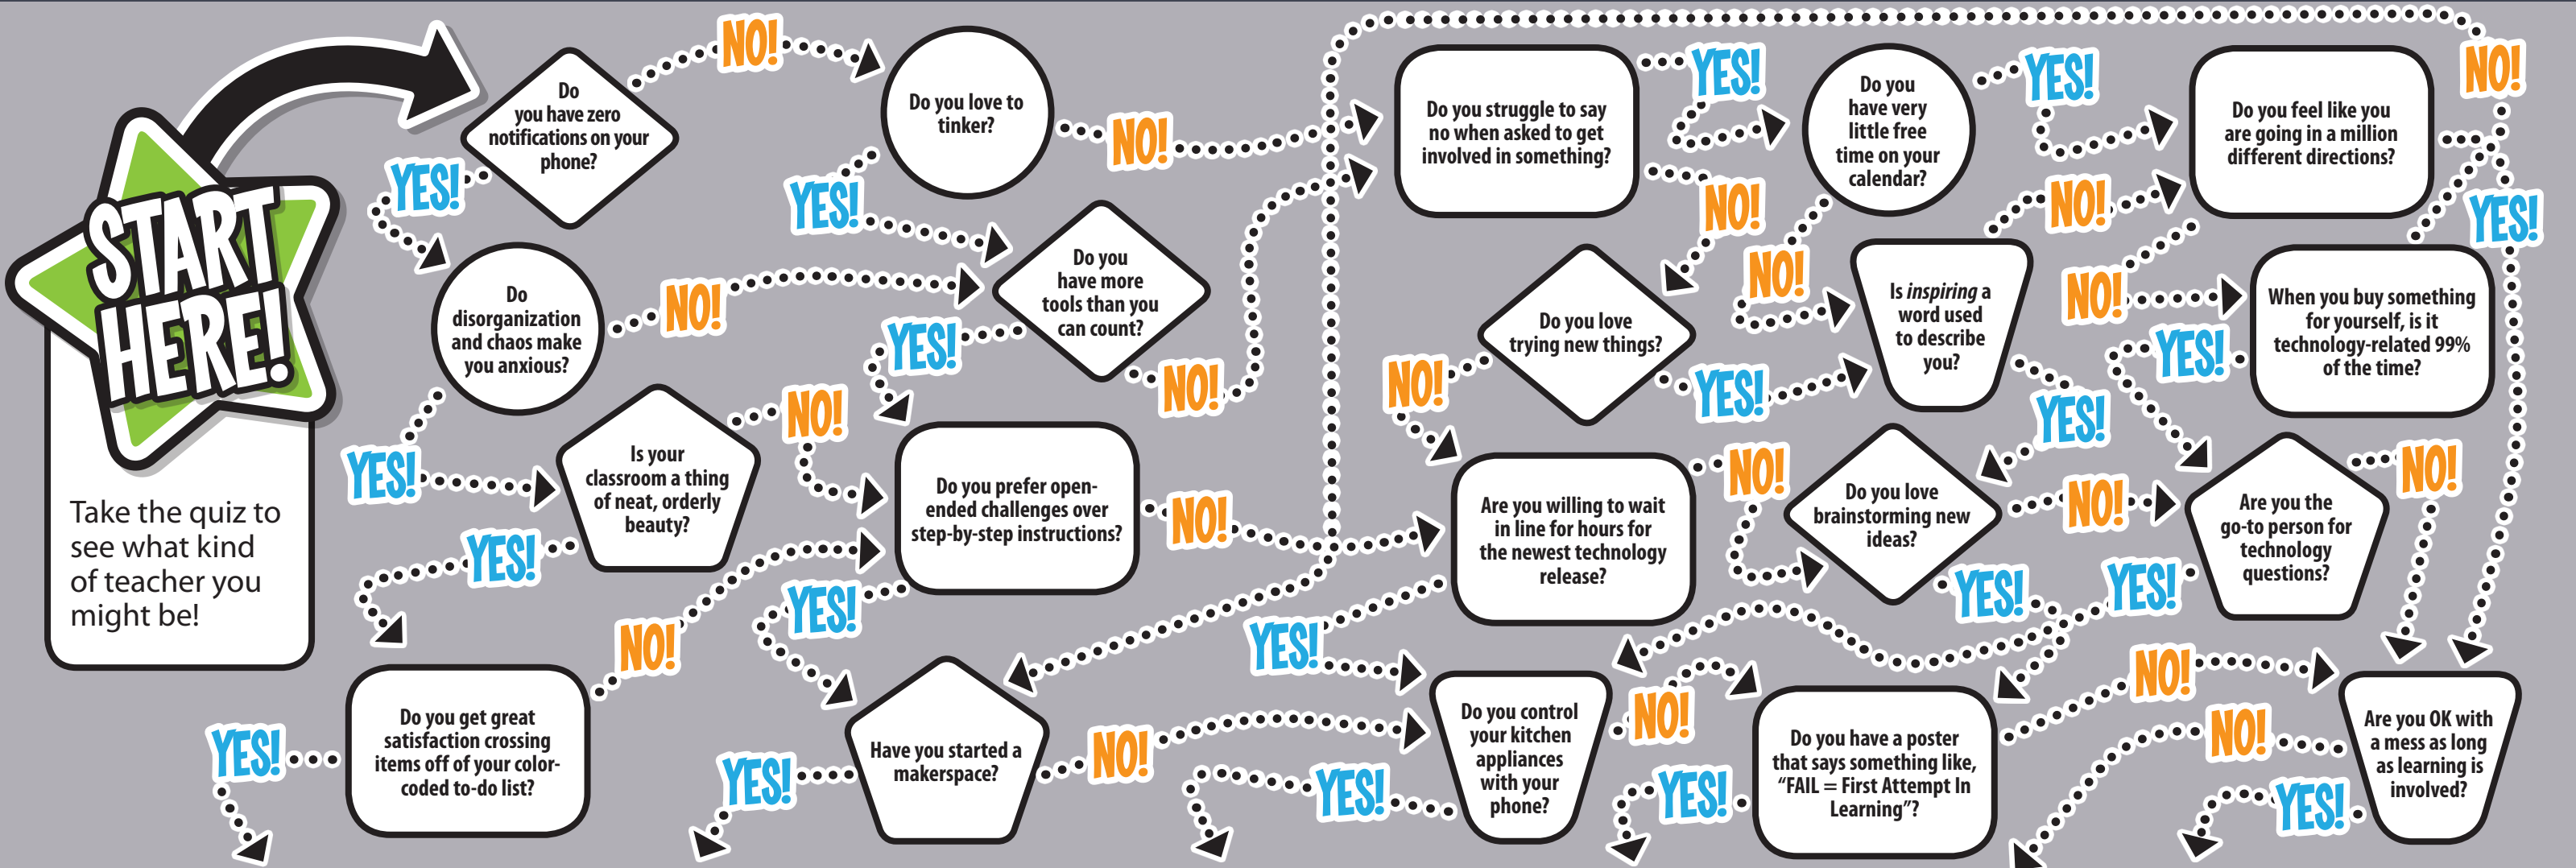 START
HERE!
Take the quiz to
see what kind
of teacher you
might be!
Do
you have zero
notifications on your
phone?
NO!
YES!
Do you love to
tinker?
NO!
YES!
Do
disorganization
and chaos make
you anxious?
NO!
YES!
Do you
have more
tools than you
can count?
YES!
NO!
Is your
classroom a thing
of neat, orderly
beauty?
NO!
YES!
Do you prefer open-
ended challenges over
step-by-step instructions?
NO!
YES!
Do you get great
satisfaction crossing
items off of your color-
coded to-do list?
NO!
YES!
Have you started a
makerspace?
YES!
NO!
Do you struggle to say
no when asked to get
involved in something?
YES!
NO!
Do you
have very
little free
time on your
calendar?
YES!
NO!
Do you feel like you
are going in a million
different directions?
YES!
NO!
Do you love
trying new things?
NO!
YES!
Is inspiring a
word used
to describe
you?
NO!
YES!
When you buy something
for yourself, is it
technology-related 99%
of the time?
NO!
YES!
Are you willing to wait
in line for hours for
the newest technology
release?
NO!
YES!
Do you love
brainstorming new
ideas?
NO!
YES!
Are you the
go-to person for
technology
questions?
NO!
YES!
Do you control
your kitchen
appliances
with your
phone?
NO!
YES!
Do you have a poster
that says something like,
“FAIL = First Attempt In
Learning”?
NO!
YES!
Are you OK with
a mess as long
as learning is
involved?
NO!
YES!